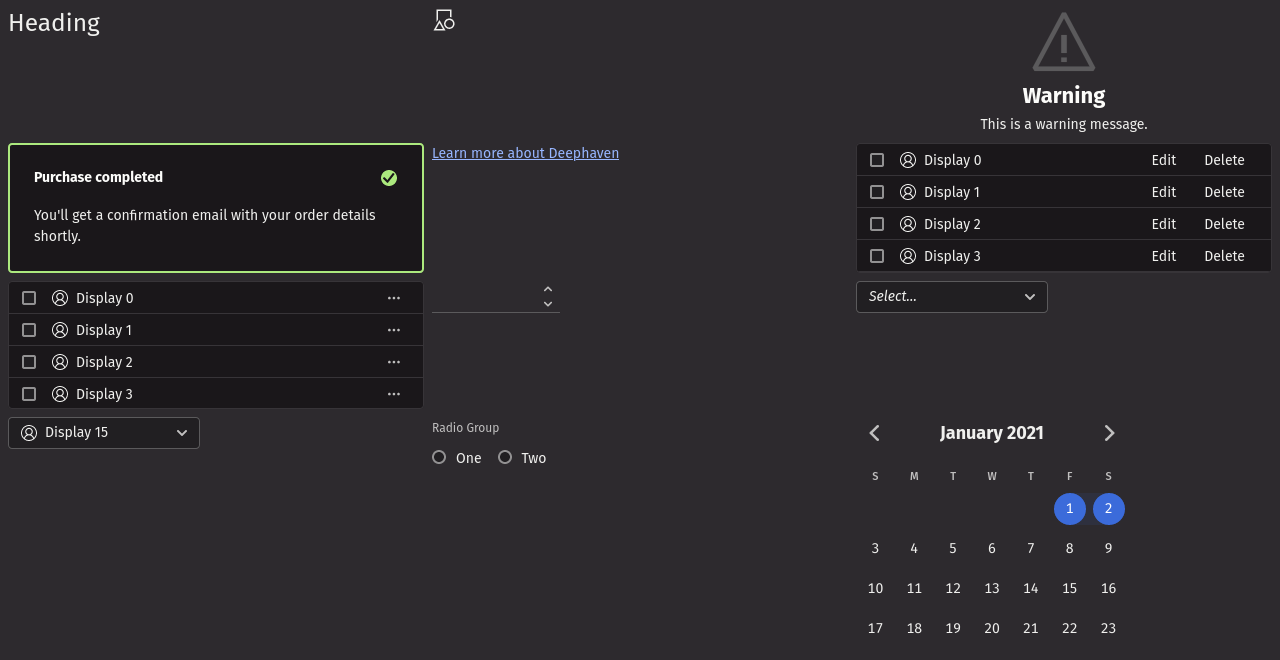 Heading
Warning
This is a warning message.
Purchase completed
You'll get a confirmation email with your order details
shortly.
Learn more about Deephaven
Display 0 Edit Delete
Display 1 Edit Delete
Display 2 Edit Delete
Display 3 Edit Delete
Display 0
Display 1
Display 2
Display 3
Select...
Display 15
Radio Group
One Two
January 2021
S M T W T F S
1 2
3 4 5 6 7 8 9
10 11 12 13 14 15 16
17 18 19 20 21 22 23